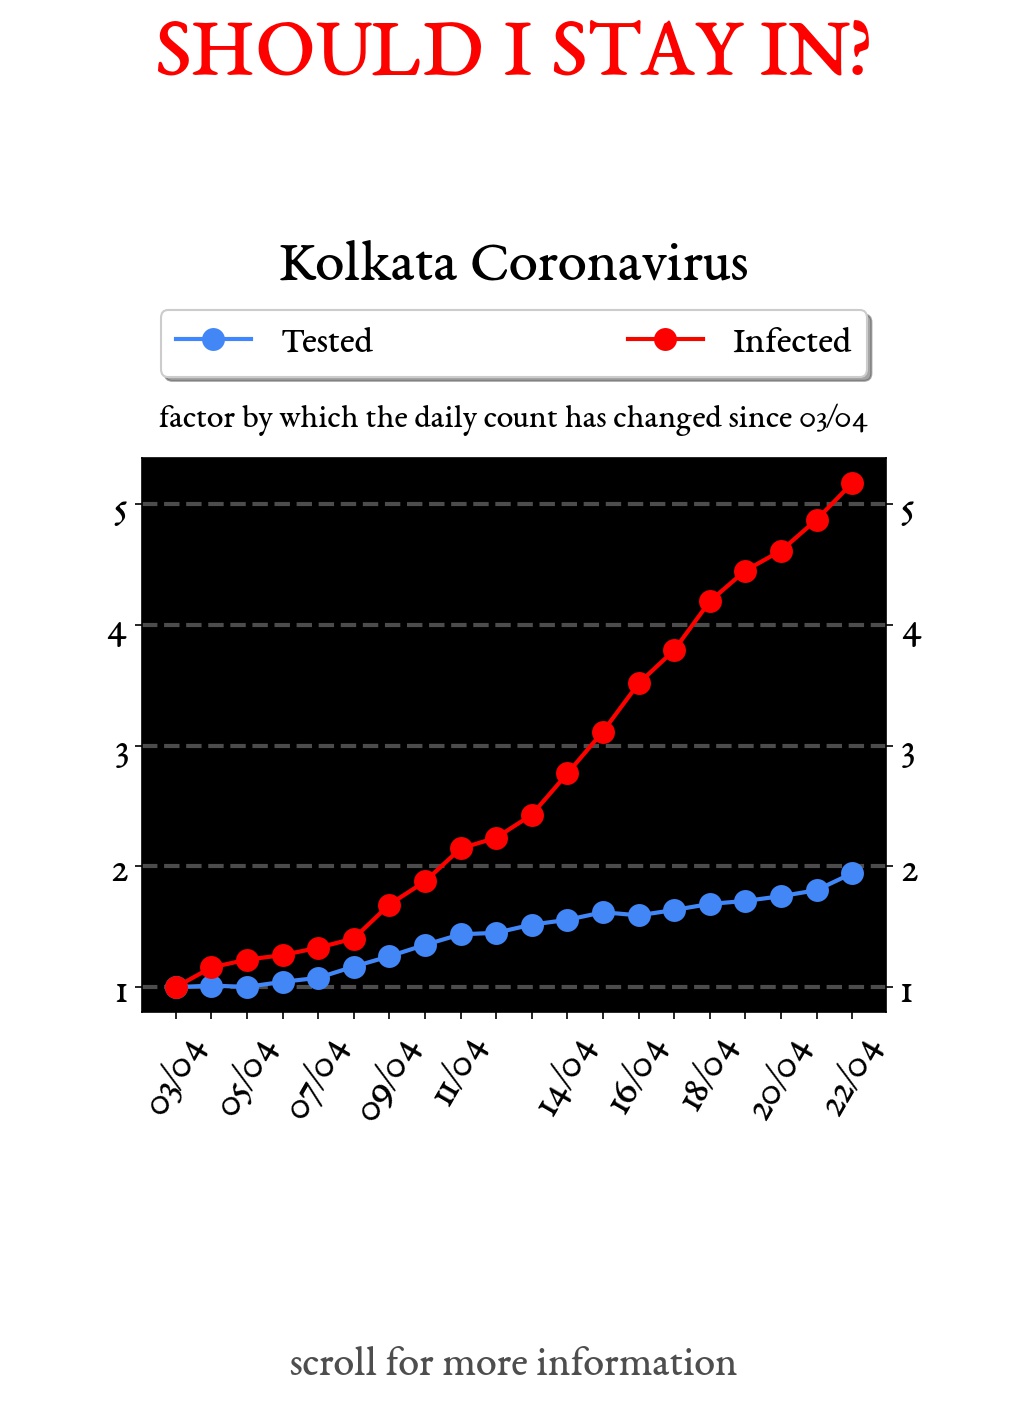 SHOULD I STAY IN?
Kolkata Coronavirus
Tested Infected
factor by which the daily count has changed since 03/04
5 5
4 4
3 3
2 2
1 1
03/04 05/04 07/04 09/04 11/04 14/04 16/04 18/04 20/04 22/04
scroll for more information